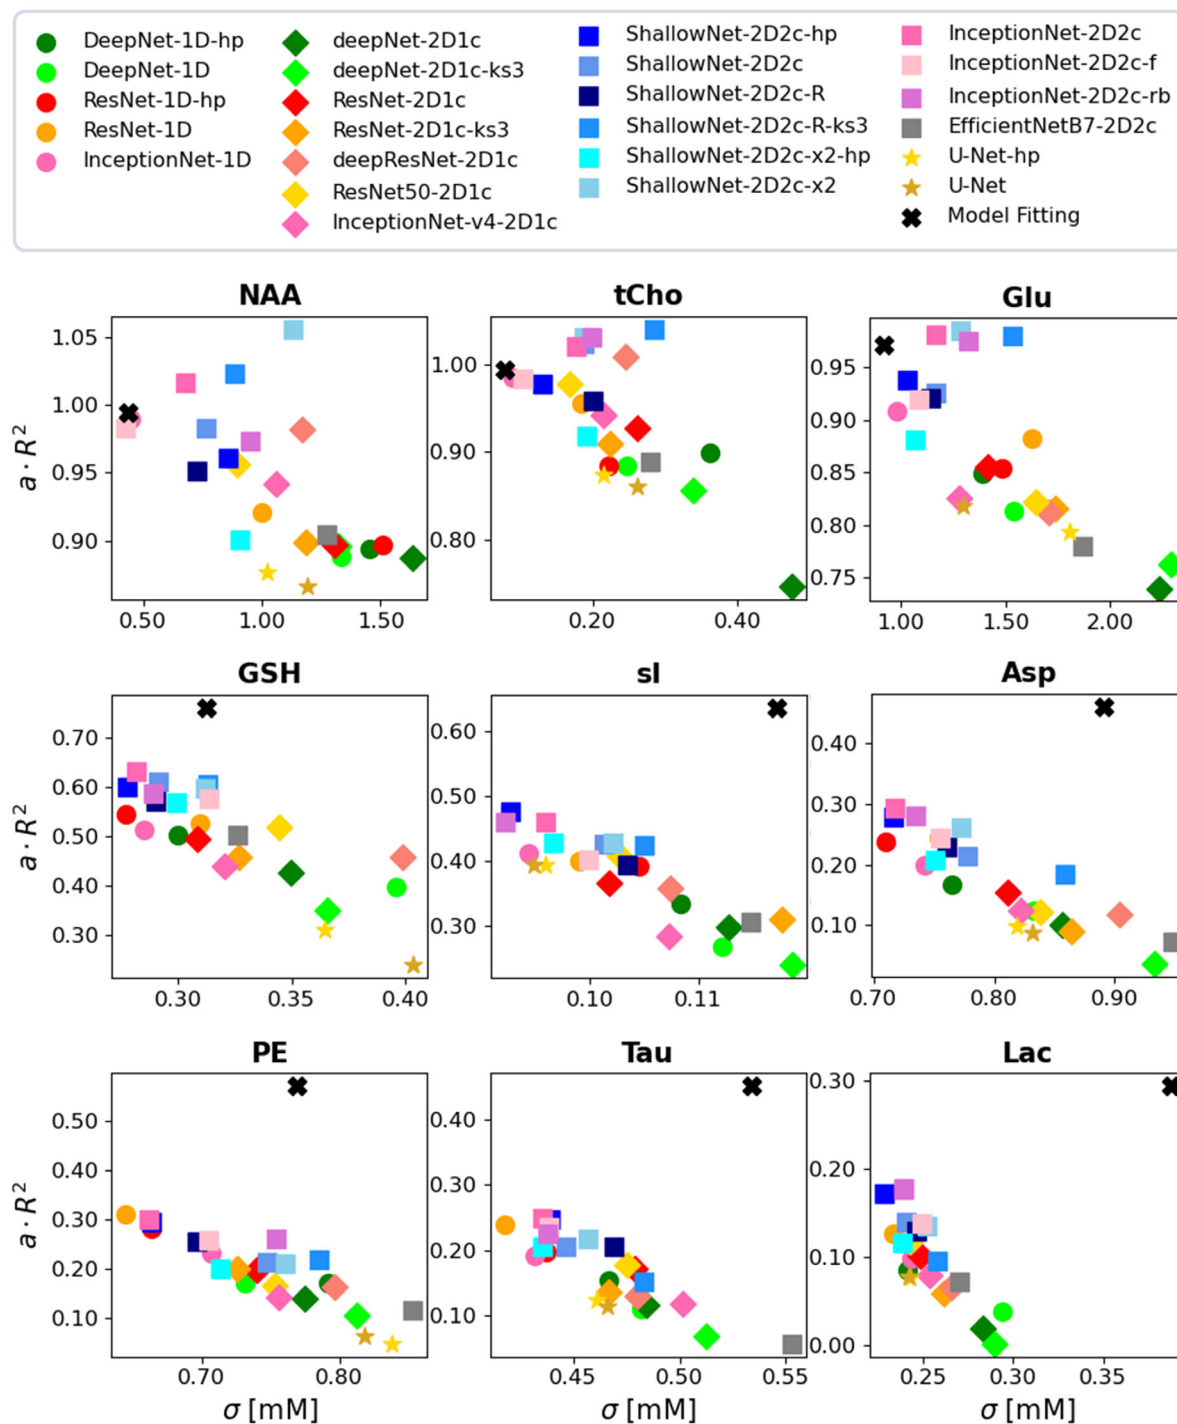 DeepNet-1D-hp
DeepNet-1D
ResNet-1D-hp
ResNet-1D
InceptionNet-1D
deepNet-2D1c
deepNet-2D1c-ks3
ResNet-2D1c
ResNet-2D1c-ks3
deepResNet-2D1c
ResNet50-2D1c
InceptionNet-v4-2D1c
ShallowNet-2D2c-hp
ShallowNet-2D2c
ShallowNet-2D2c-R
ShallowNet-2D2c-R-ks3
ShallowNet-2D2c-x2-hp
ShallowNet-2D2c-x2
InceptionNet-2D2c
InceptionNet-2D2c-f
InceptionNet-2D2c-rb
EfficientNetB7-2D2c
U-Net-hp
U-Net
Model Fitting
NAA
a · R²
1.05
1.00
0.95
0.90
0.50 1.00 1.50
tCho
1.00
0.90
0.80
0.20 0.40
Glu
0.95
0.90
0.85
0.80
0.75
1.00 1.50 2.00
GSH
a · R²
0.70
0.60
0.50
0.40
0.30
0.30 0.35 0.40
sI
0.60
0.50
0.40
0.30
0.10 0.11
Asp
0.40
0.30
0.20
0.10
0.70 0.80 0.90
PE
a · R²
0.50
0.40
0.30
0.20
0.10
0.70 0.80
σ [mM]
Tau
0.40
0.30
0.20
0.10
0.45 0.50 0.55
σ [mM]
Lac
0.30
0.20
0.10
0.00
0.25 0.30 0.35
σ [mM]